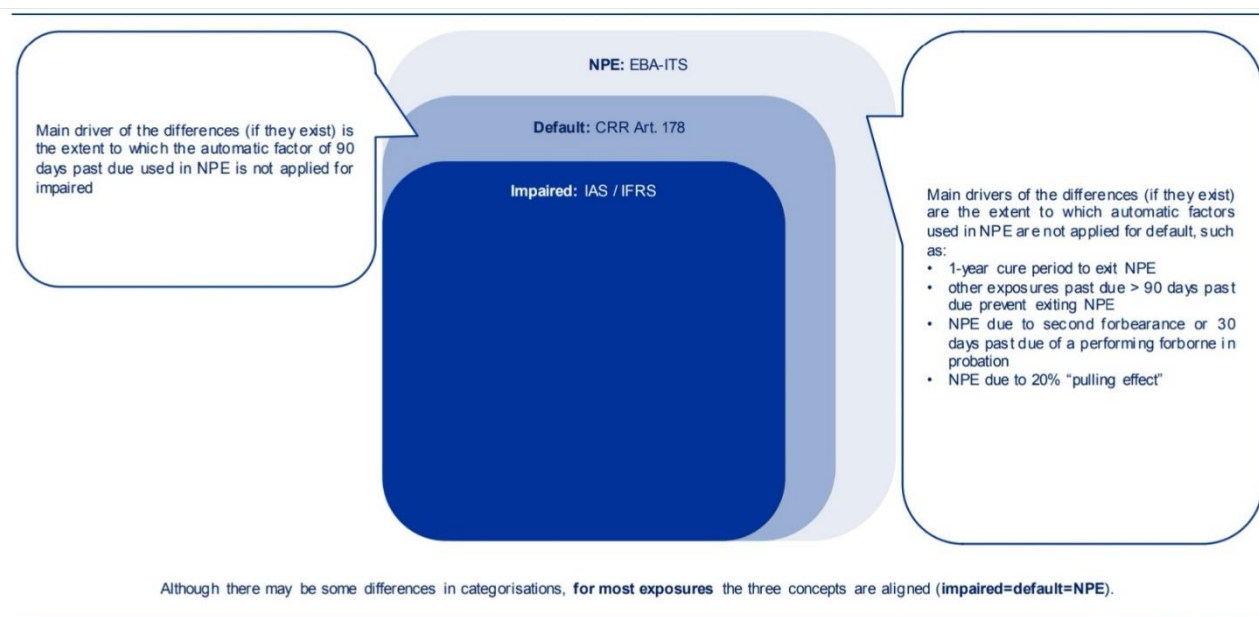 NPE: EBA-ITS
Default: CRR Art. 178
Impaired: IAS / IFRS
Main driver of the differences (if they exist) is
the extent to which the automatic factor of 90
days past due used in NPE is not applied for
impaired
Main drivers of the differences (if they exist)
are the extent to which automatic factors
used in NPE are not applied for default, such
as:
• 1-year cure period to exit NPE
• other exposures past due > 90 days past
due prevent exiting NPE
• NPE due to second forbearance or 30
days past due of a performing forborne in
probation
• NPE due to 20% “pulling effect”
Although there may be some differences in categorisations, for most exposures the three concepts are aligned (impaired=default=NPE).